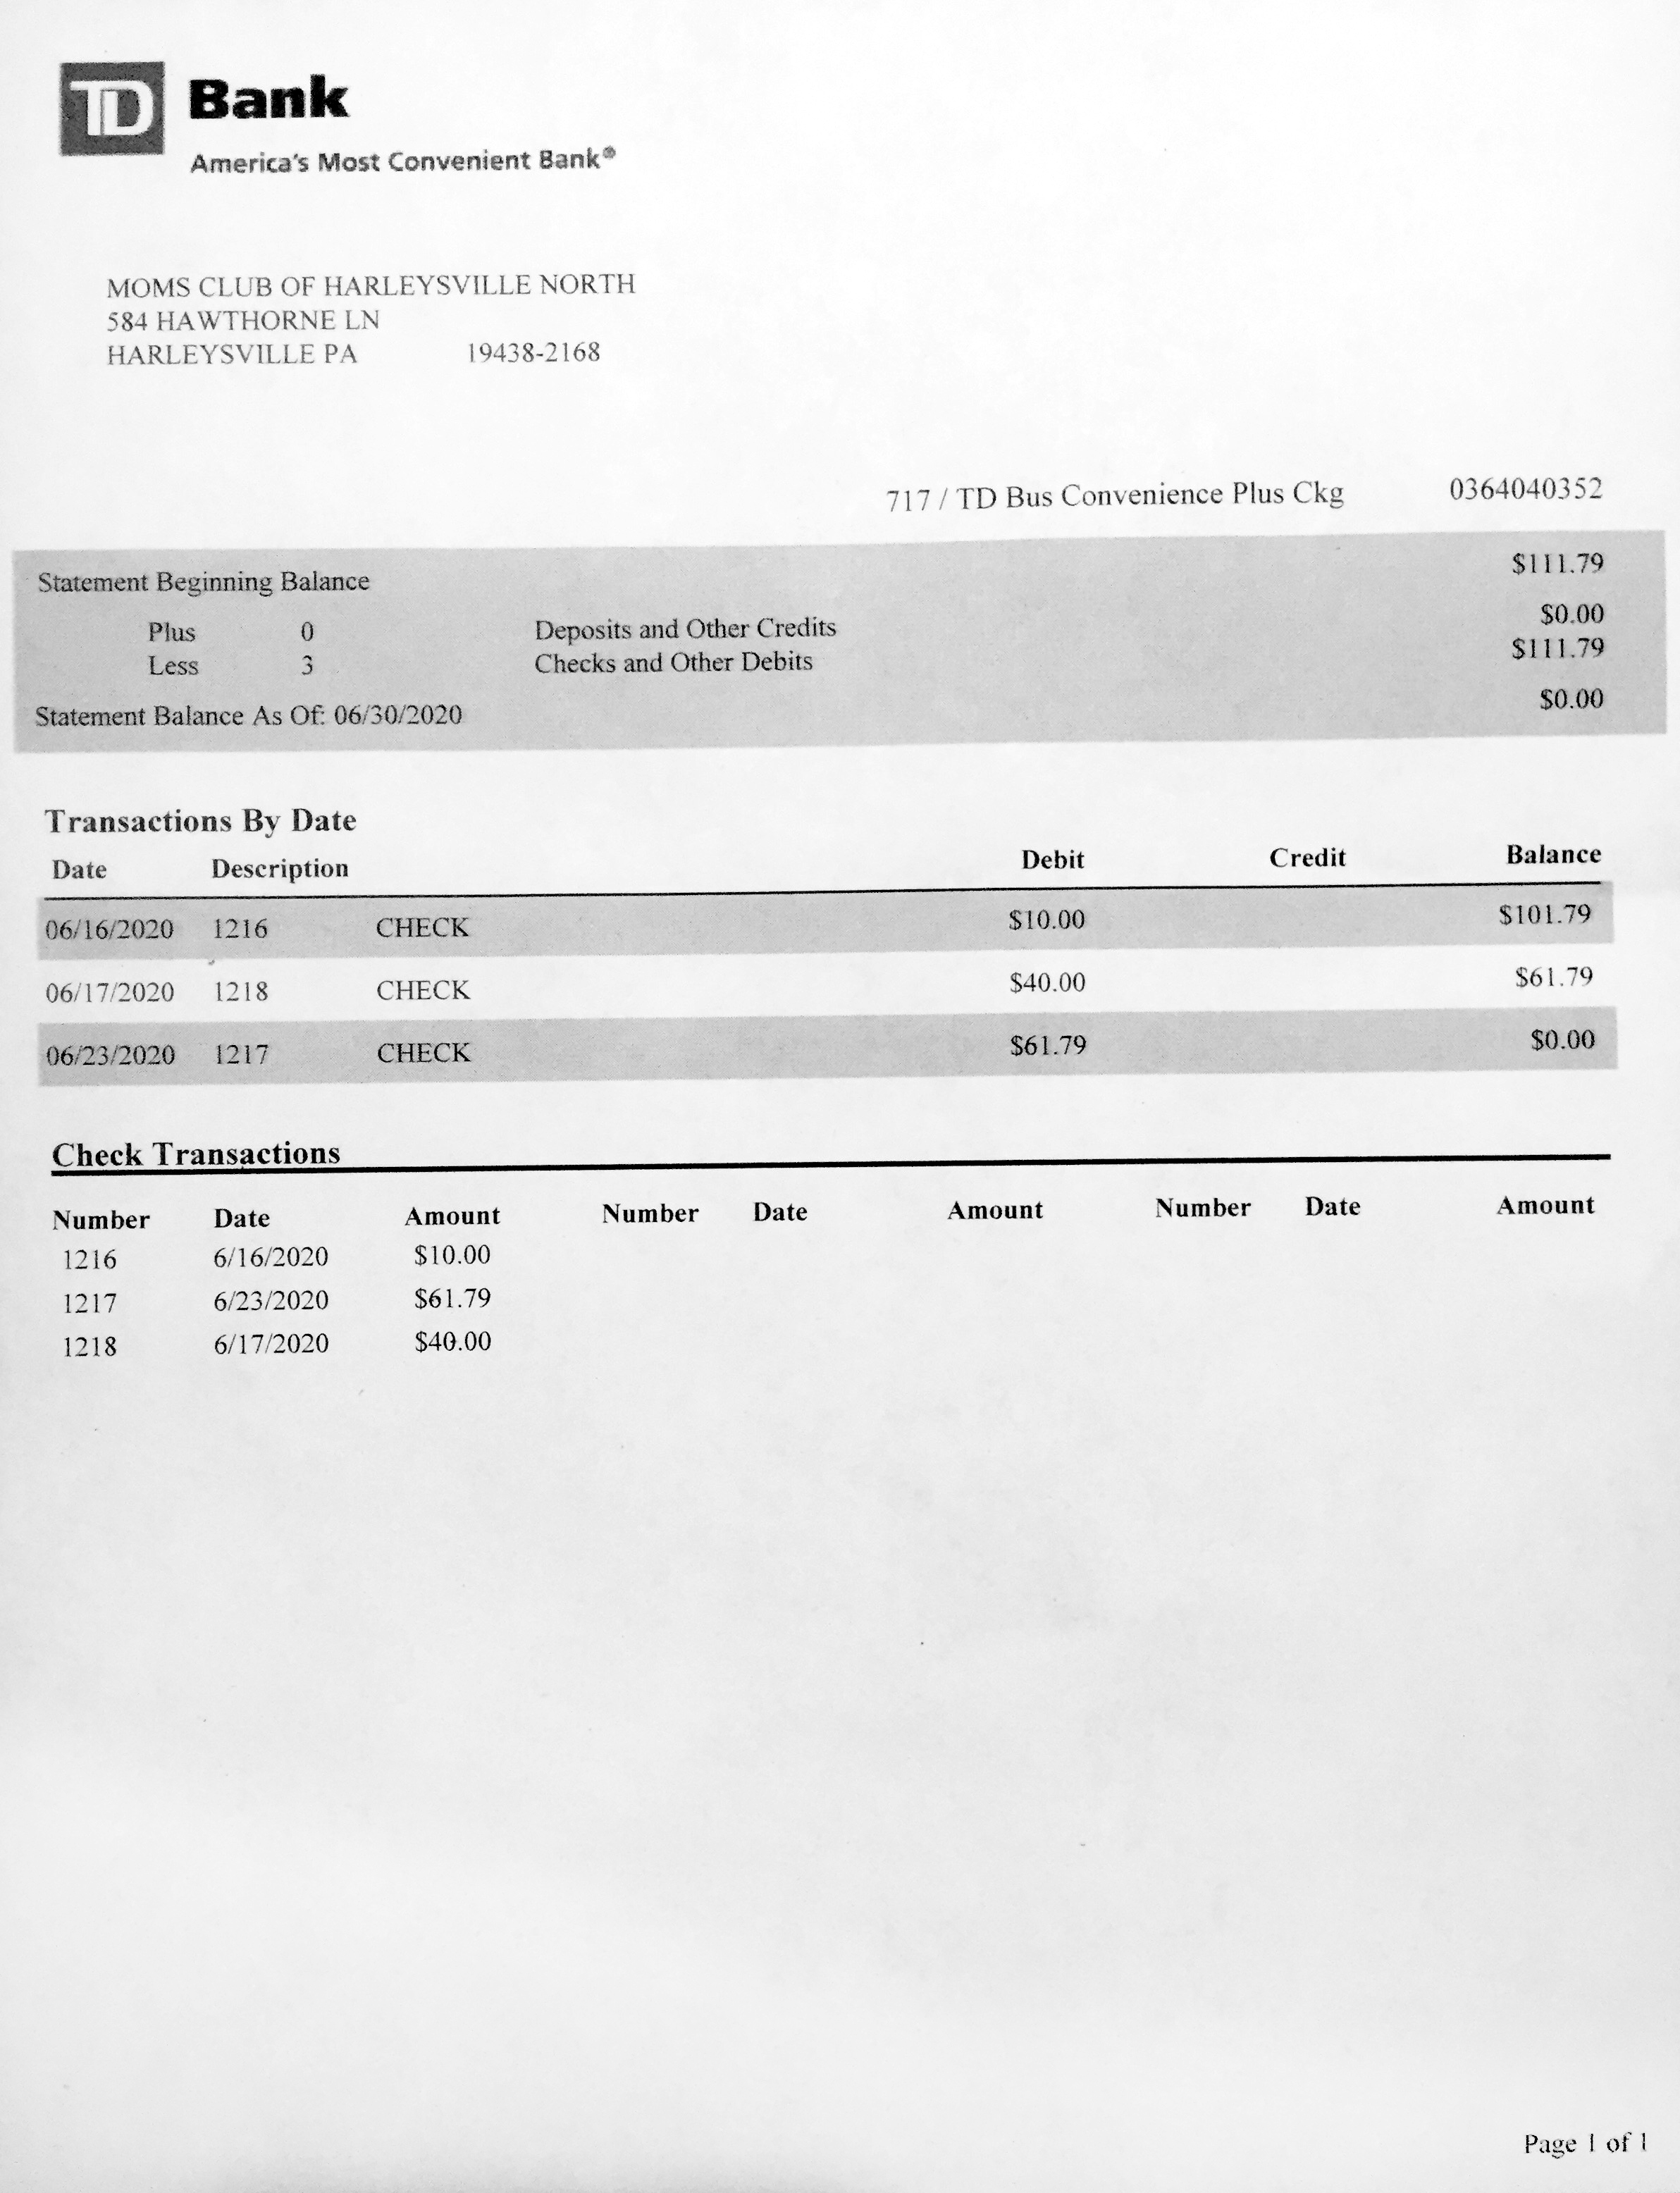 TD Bank
America's Most Convenient Bank®
MOMS CLUB OF HARLEYSVILLE NORTH
584 HAWTHORNE LN
HARLEYSVILLE PA 19438-2168
717 / TD Bus Convenience Plus Ckg 0364040352
Statement Beginning Balance $111.79
Plus 0 Deposits and Other Credits $0.00
Less 3 Checks and Other Debits $111.79
Statement Balance As Of: 06/30/2020 $0.00
Transactions By Date
Date Description Debit Credit Balance
06/16/2020 1216 CHECK $10.00 $101.79
06/17/2020 1218 CHECK $40.00 $61.79
06/23/2020 1217 CHECK $61.79 $0.00
Check Transactions
Number Date Amount Number Date Amount Number Date Amount
1216 6/16/2020 $10.00
1217 6/23/2020 $61.79
1218 6/17/2020 $40.00
Page 1 of 1